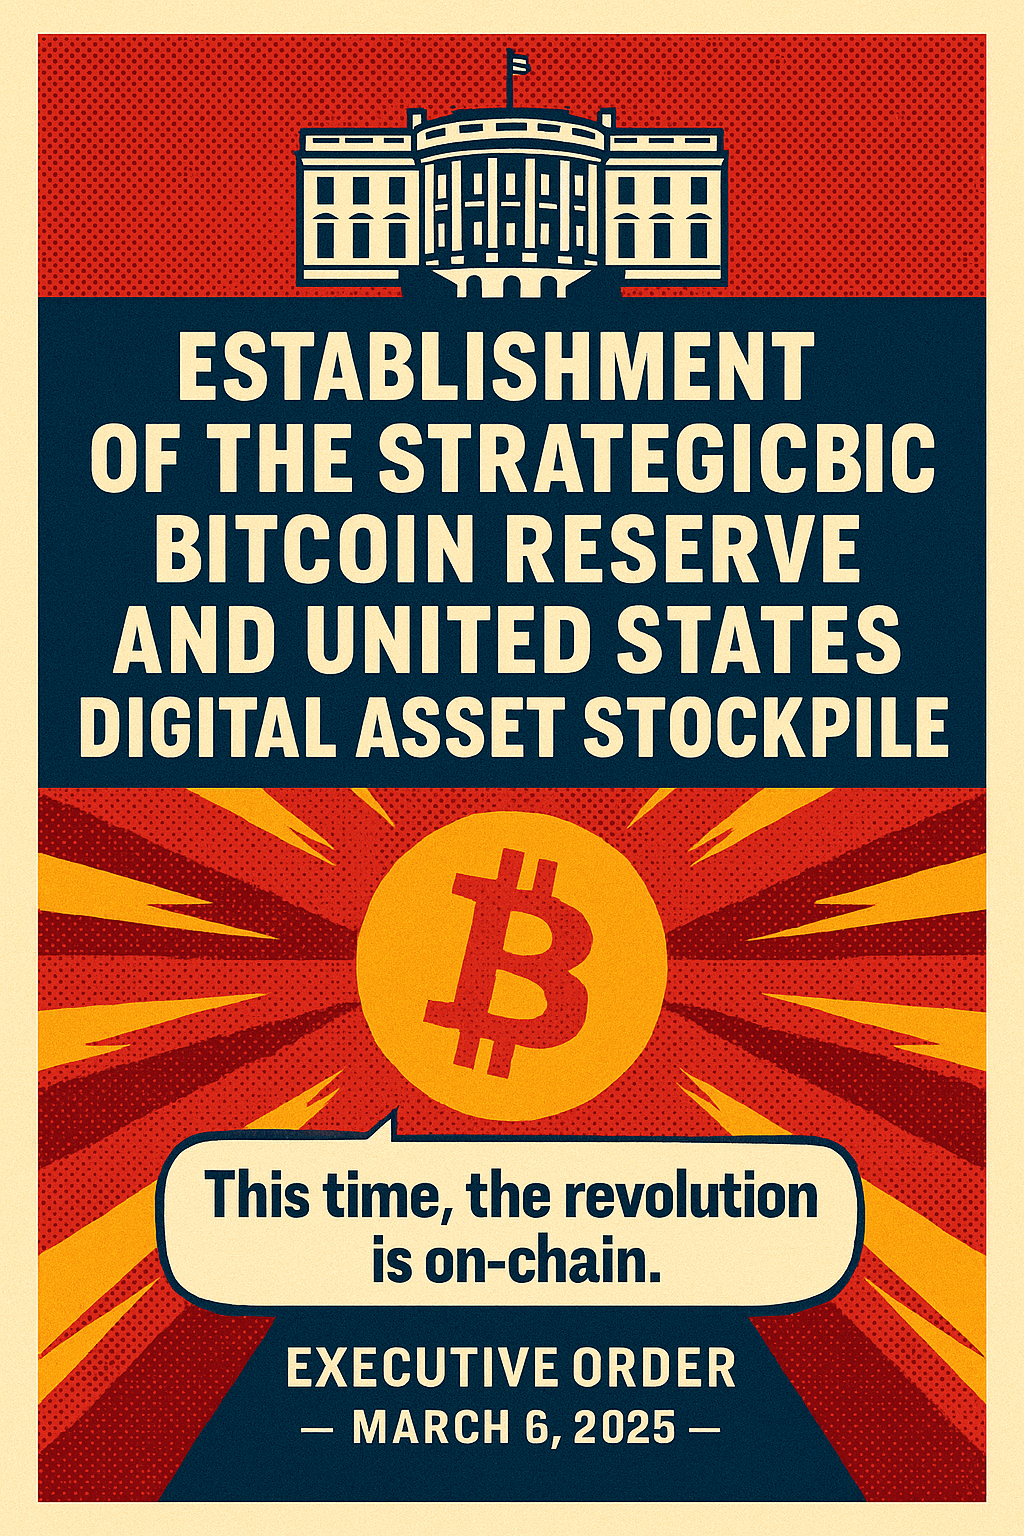 ESTABLISHMENT
OF THE STRATEGICBIC
BITCOIN RESERVE
AND UNITED STATES
DIGITAL ASSET STOCKPILE
This time, the revolution
is on-chain.
EXECUTIVE ORDER
— MARCH 6, 2025 —